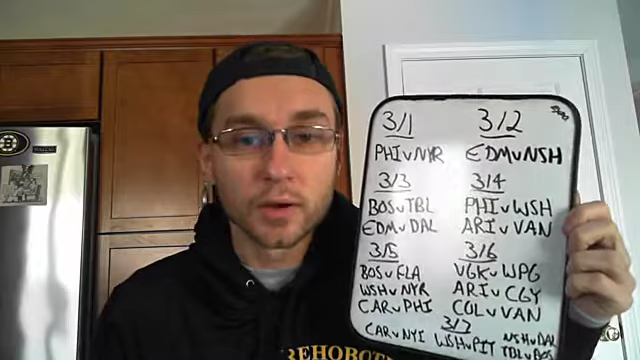 3/1
3/2
PHI v NYR
EDM v NSH
3/3
3/4
BOS v TBL
PHI v WSH
EDM v DAL
ARI v VAN
3/5
3/6
BOS v FLA
VGK v WPG
WSH v NYR
ARI v CGY
CAR v PHI
COL v VAN
3/7
CAR v NYI
WSH v PIT
NSH v DAL
REHOBOT
B